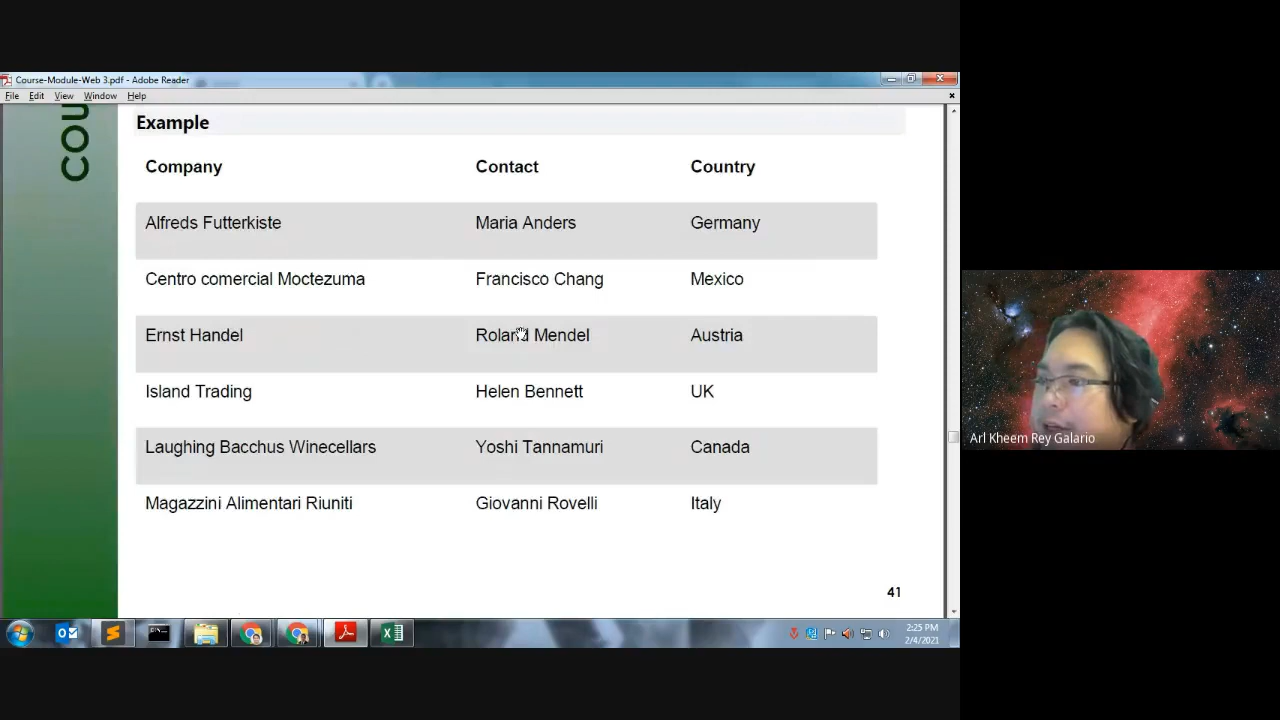 Course-Module-Web 3.pdf - Adobe Reader
File Edit View Window Help
COU
Example
Company Contact Country
Alfreds Futterkiste Maria Anders Germany
Centro comercial Moctezuma Francisco Chang Mexico
Ernst Handel Roland Mendel Austria
Island Trading Helen Bennett UK
Laughing Bacchus Winecellars Yoshi Tannamuri Canada
Magazzini Alimentari Riuniti Giovanni Rovelli Italy
41
Arl Kheem Rey Galario
2:25 PM
2/4/2021